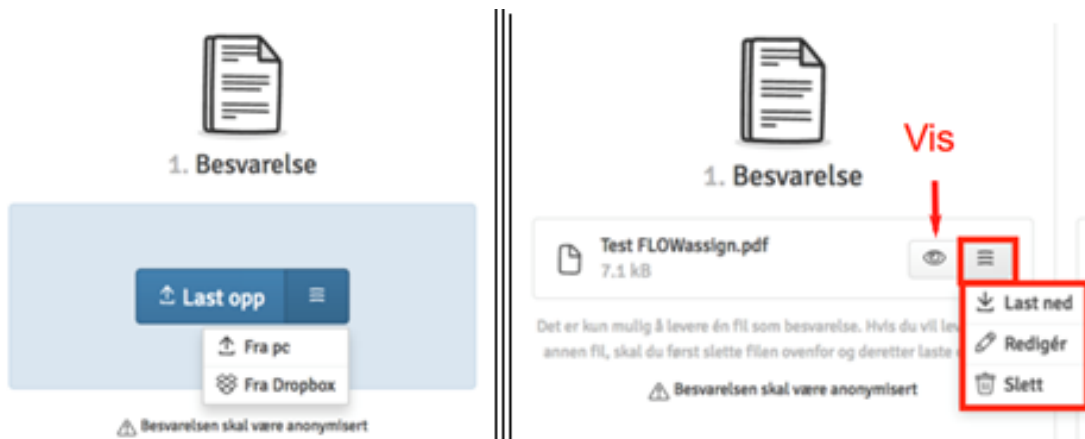 1. Besvarelse
Last opp
Fra pc
Fra Dropbox
Besvarelsen skal være anonymisert
Vis
1. Besvarelse
Test FLOWassign.pdf
7.1 kB
Last ned
Redigér
Slett
Det er kun mulig å levere én fil som besvarelse. Hvis du vil lev
annen fil, skal du først slette filen ovenfor og deretter laste
Besvarelsen skal være anonymisert